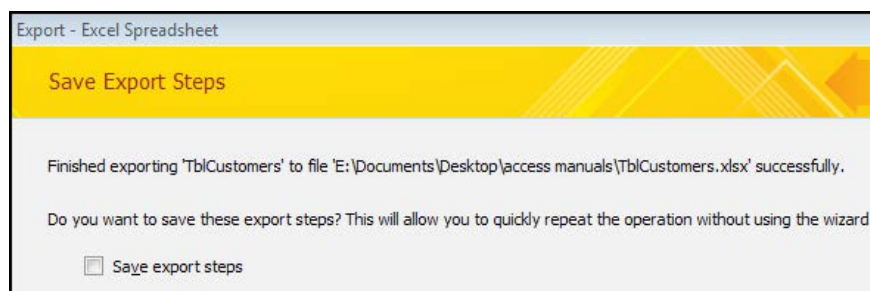 Export - Excel Spreadsheet
Save Export Steps
Finished exporting 'TblCustomers' to file 'E:\Documents\Desktop\access manuals\TblCustomers.xlsx' successfully.
Do you want to save these export steps? This will allow you to quickly repeat the operation without using the wizard
Save export steps